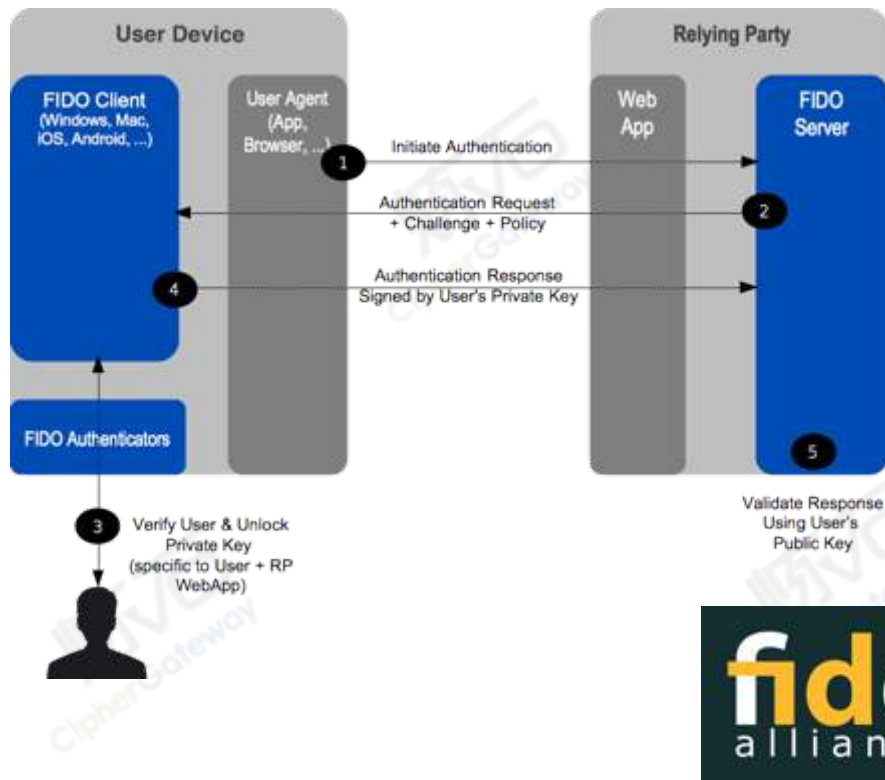 User Device
Relying Party
FIDO Client
(Windows, Mac,
iOS, Android, ...)
User Agent
(App,
Browser, ...)
Web
App
FIDO
Server
1
Initiate Authentication
Authentication Request
+ Challenge + Policy
2
4
Authentication Response
Signed by User's Private Key
FIDO Authenticators
5
3
Verify User & Unlock
Private Key
(specific to User + RP
WebApp)
Validate Response
Using User's
Public Key
CipherGateway
CipherGateway
fid
allian